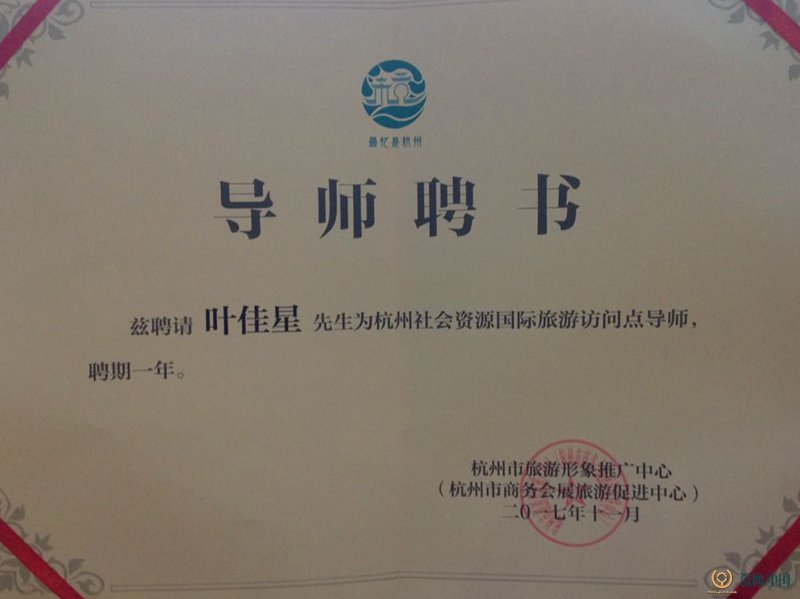 最忆是杭州
导师聘书
兹聘请 叶佳星 先生为杭州社会资源国际旅游访问点导师，
聘期一年。
杭州市旅游形象推广中心
（杭州市商务会展旅游促进中心）
二〇一七年十一月